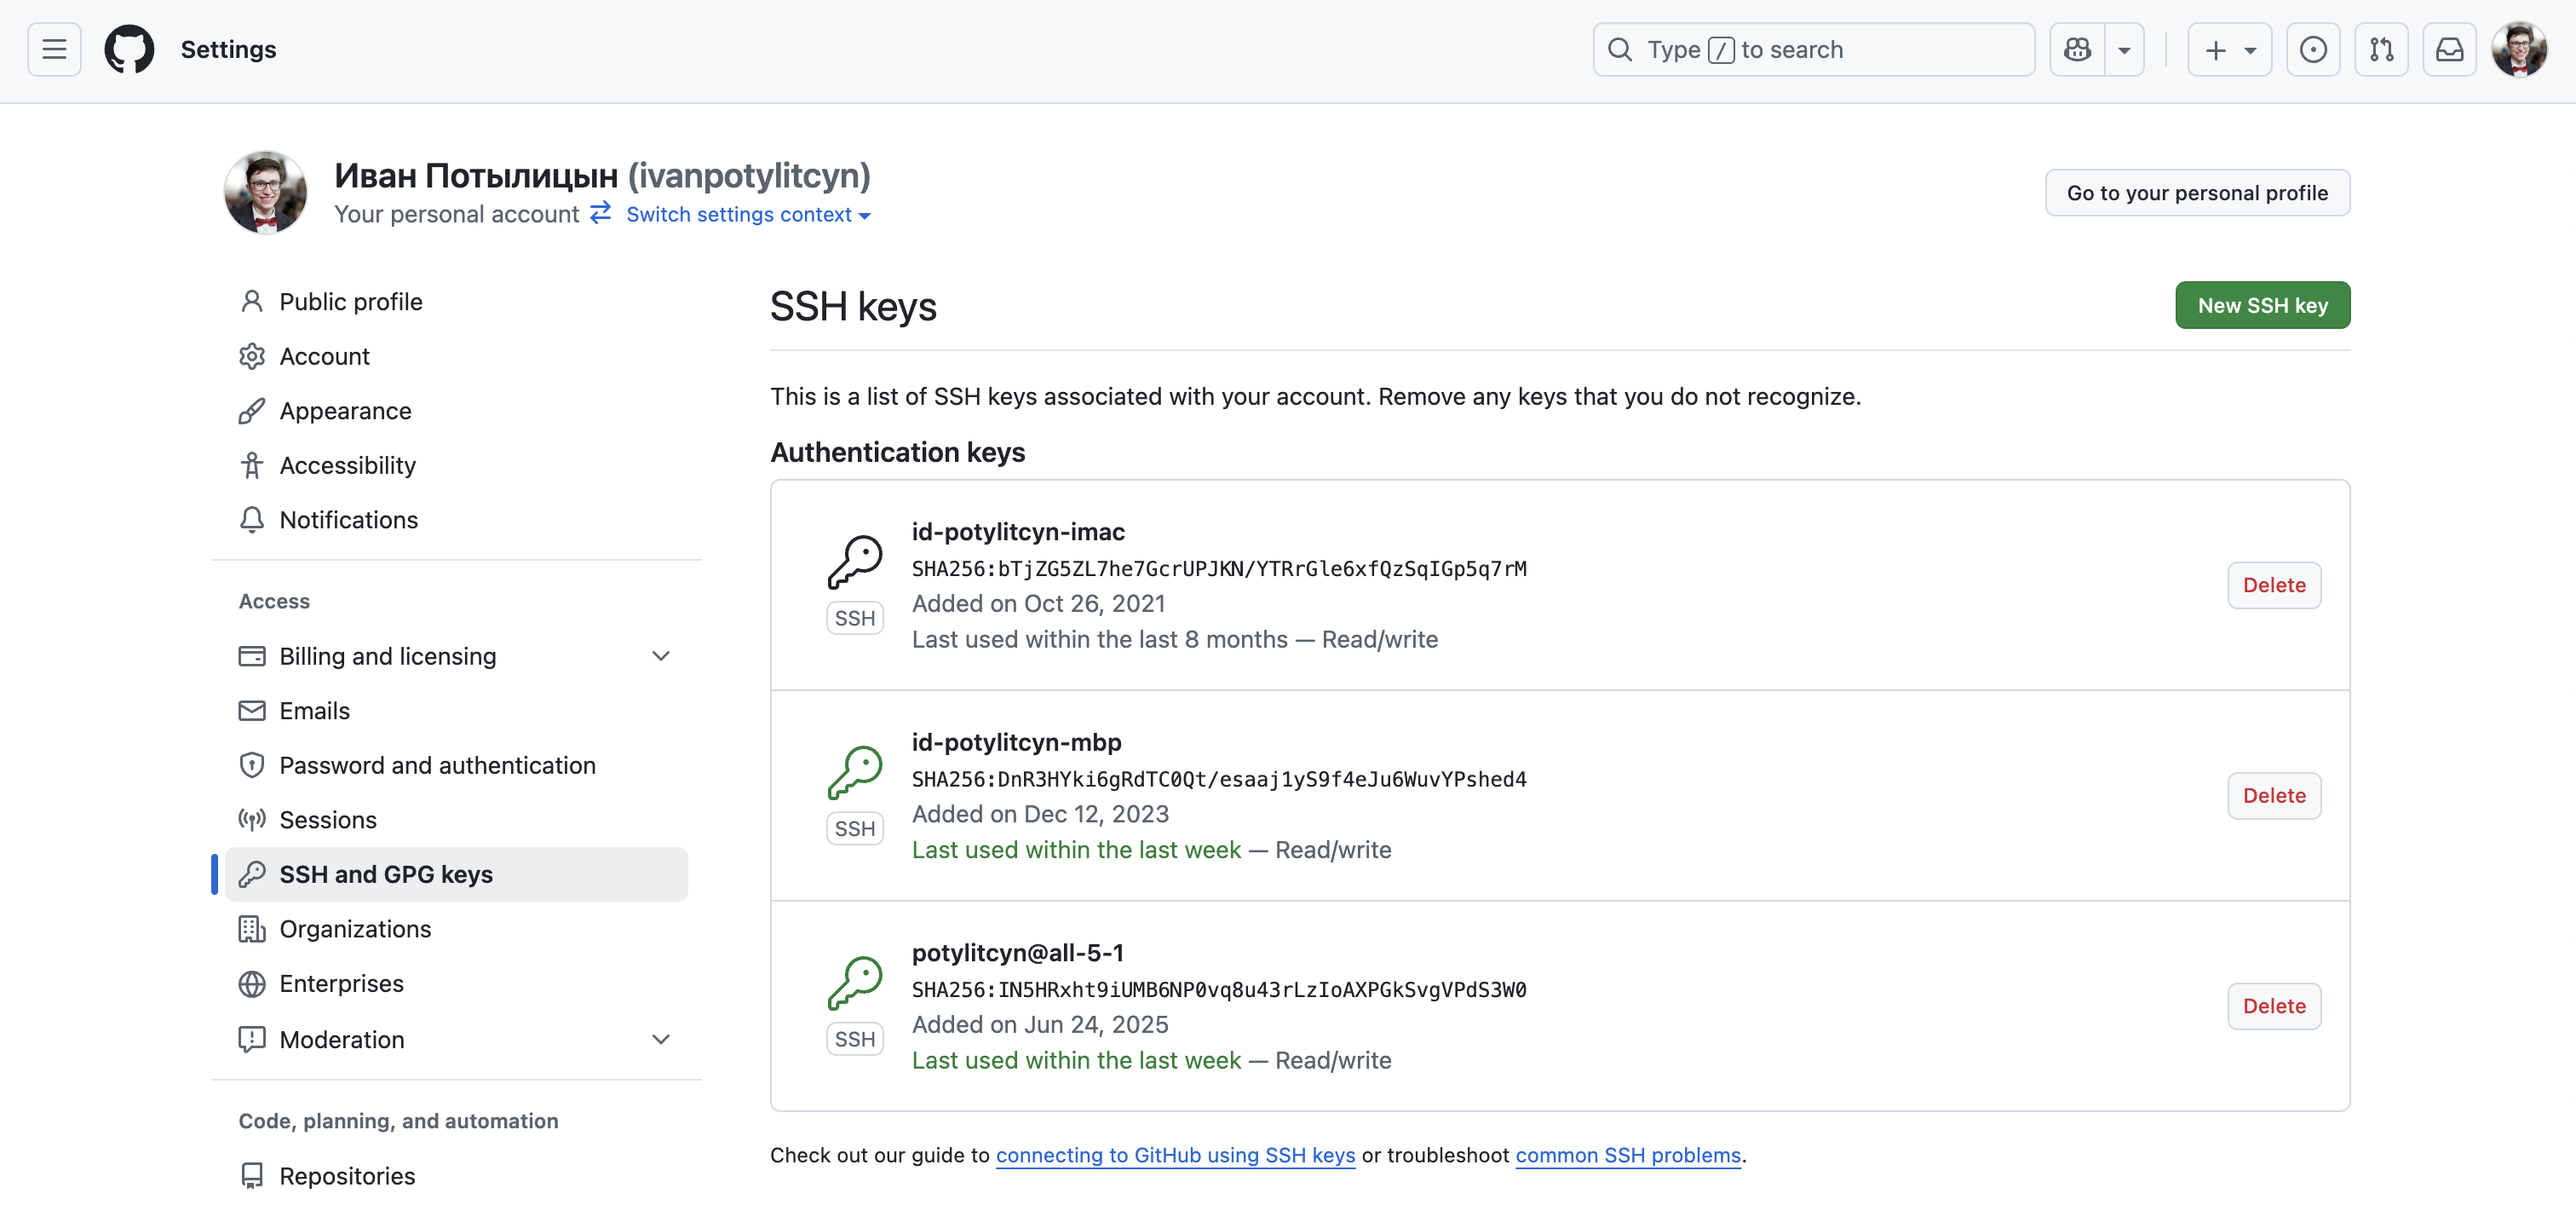 Settings
Type / to search
Иван Потылицын (ivanpotylitcyn)
Your personal account Switch settings context
Go to your personal profile
Public profile
Account
Appearance
Accessibility
Notifications
Access
Billing and licensing
Emails
Password and authentication
Sessions
SSH and GPG keys
Organizations
Enterprises
Moderation
Code, planning, and automation
Repositories
SSH keys
New SSH key
This is a list of SSH keys associated with your account. Remove any keys that you do not recognize.
Authentication keys
id-potylitcyn-imac
SHA256:bTjZG5ZL7he7GcrUPJKN/YTRrGle6xfQzSqIGp5q7rM
Added on Oct 26, 2021
Last used within the last 8 months — Read/write
SSH
Delete
id-potylitcyn-mbp
SHA256:DnR3HYki6gRdTC0Qt/esaaj1yS9f4eJu6WuvYPshed4
Added on Dec 12, 2023
Last used within the last week — Read/write
SSH
Delete
potylitcyn@all-5-1
SHA256:IN5HRxht9iUMB6NP0vq8u43rLzIoAXPGkSvgVPdS3W0
Added on Jun 24, 2025
Last used within the last week — Read/write
SSH
Delete
Check out our guide to connecting to GitHub using SSH keys or troubleshoot common SSH problems.